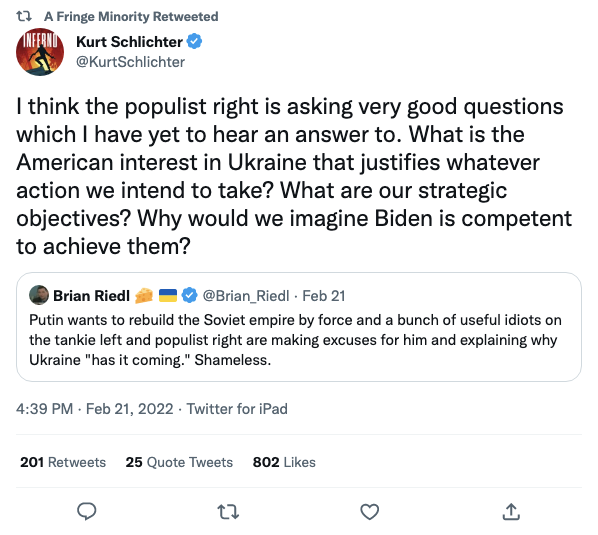 A Fringe Minority Retweeted
INFERNO
Kurt Schlichter
@KurtSchlichter
I think the populist right is asking very good questions
which I have yet to hear an answer to. What is the
American interest in Ukraine that justifies whatever
action we intend to take? What are our strategic
objectives? Why would we imagine Biden is competent
to achieve them?
Brian Riedl 🧀 🇺🇦 @Brian_Riedl · Feb 21
Putin wants to rebuild the Soviet empire by force and a bunch of useful idiots on
the tankie left and populist right are making excuses for him and explaining why
Ukraine "has it coming." Shameless.
4:39 PM · Feb 21, 2022 · Twitter for iPad
201 Retweets 25 Quote Tweets 802 Likes